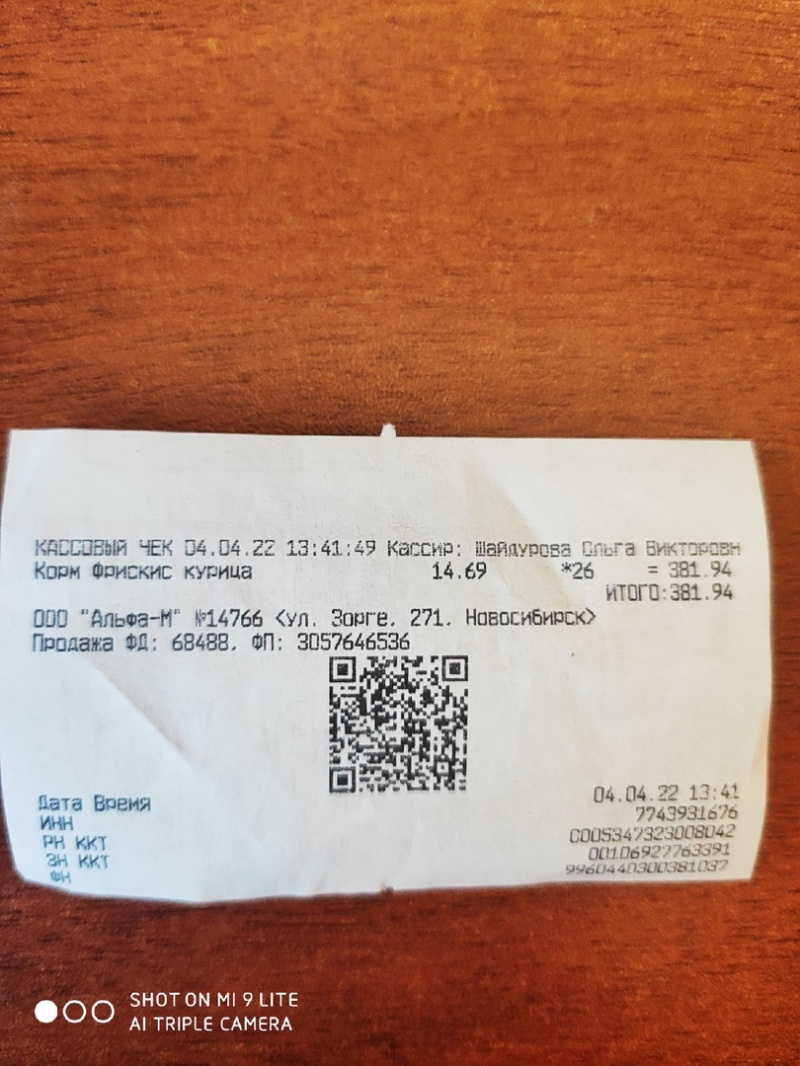 КАССОВЫЙ ЧЕК 04.04.22 13:41:49 Кассир: Шайдурова Ольга Викторовн
Корм Фрискис курица 14.69 *26 = 381.94
ИТОГО:381.94
ООО "Альфа-М" №14766 <ул. Зорге, 271, Новосибирск>
Продажа ФД: 68488, ФП: 3057646536
Дата Время 04.04.22 13:41
ИНН 7743931676
РН ККТ 0005347323008042
ЗН ККТ 00106927763391
ФН 9960440300381037
SHOT ON MI 9 LITE
AI TRIPLE CAMERA